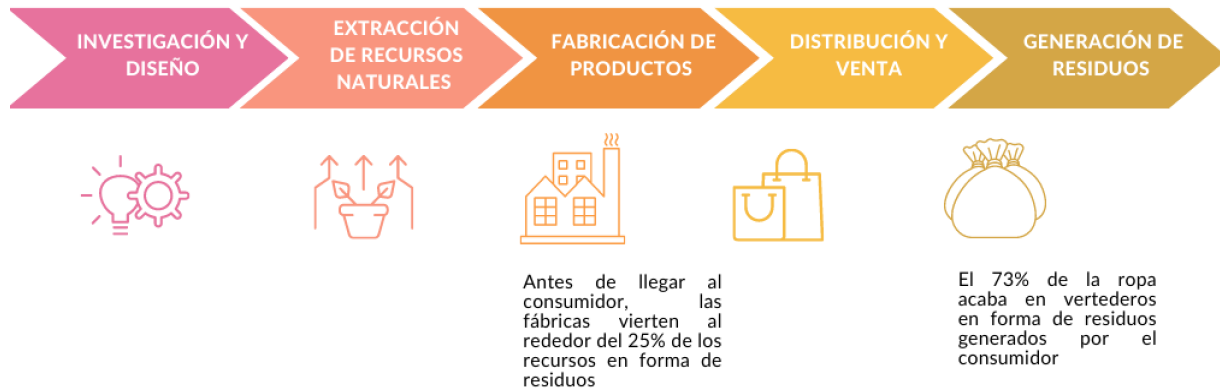 INVESTIGACIÓN Y
DISEÑO
EXTRACCIÓN
DE RECURSOS
NATURALES
FABRICACIÓN DE
PRODUCTOS
DISTRIBUCIÓN Y
VENTA
GENERACIÓN DE
RESIDUOS
Antes de llegar al
consumidor, las
fábricas vierten al
rededor del 25% de los
recursos en forma de
residuos
El 73% de la ropa
acaba en vertederos
en forma de residuos
generados por el
consumidor